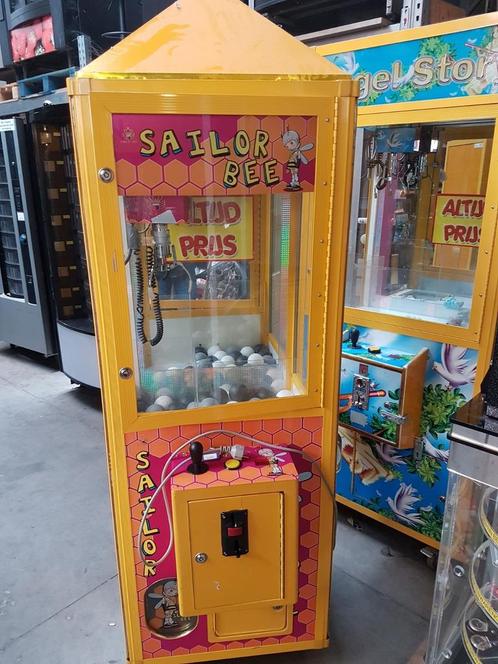 SAILOR
BEE
ALTIJD
PRIJS
gel Stor
ALTIJD
PRIJS
SAILOR